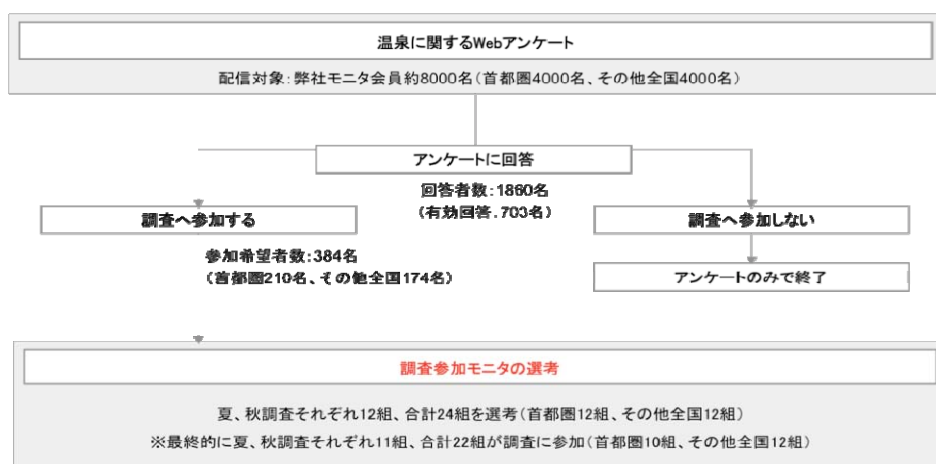 温泉に関するWebアンケート
配信対象：弊社モニタ会員約8000名（首都圏4000名、その他全国4000名）
アンケートに回答
回答者数：1860名
（有効回答．703名）
調査へ参加する
調査へ参加しない
参加希望者数：384名
（首都圏210名、その他全国174名）
アンケートのみで終了
調査参加モニタの選考
夏、秋調査それぞれ12組、合計24組を選考（首都圏12組、その他全国12組）
※最終的に夏、秋調査それぞれ11組、合計22組が調査に参加（首都圏10組、その他全国12組）